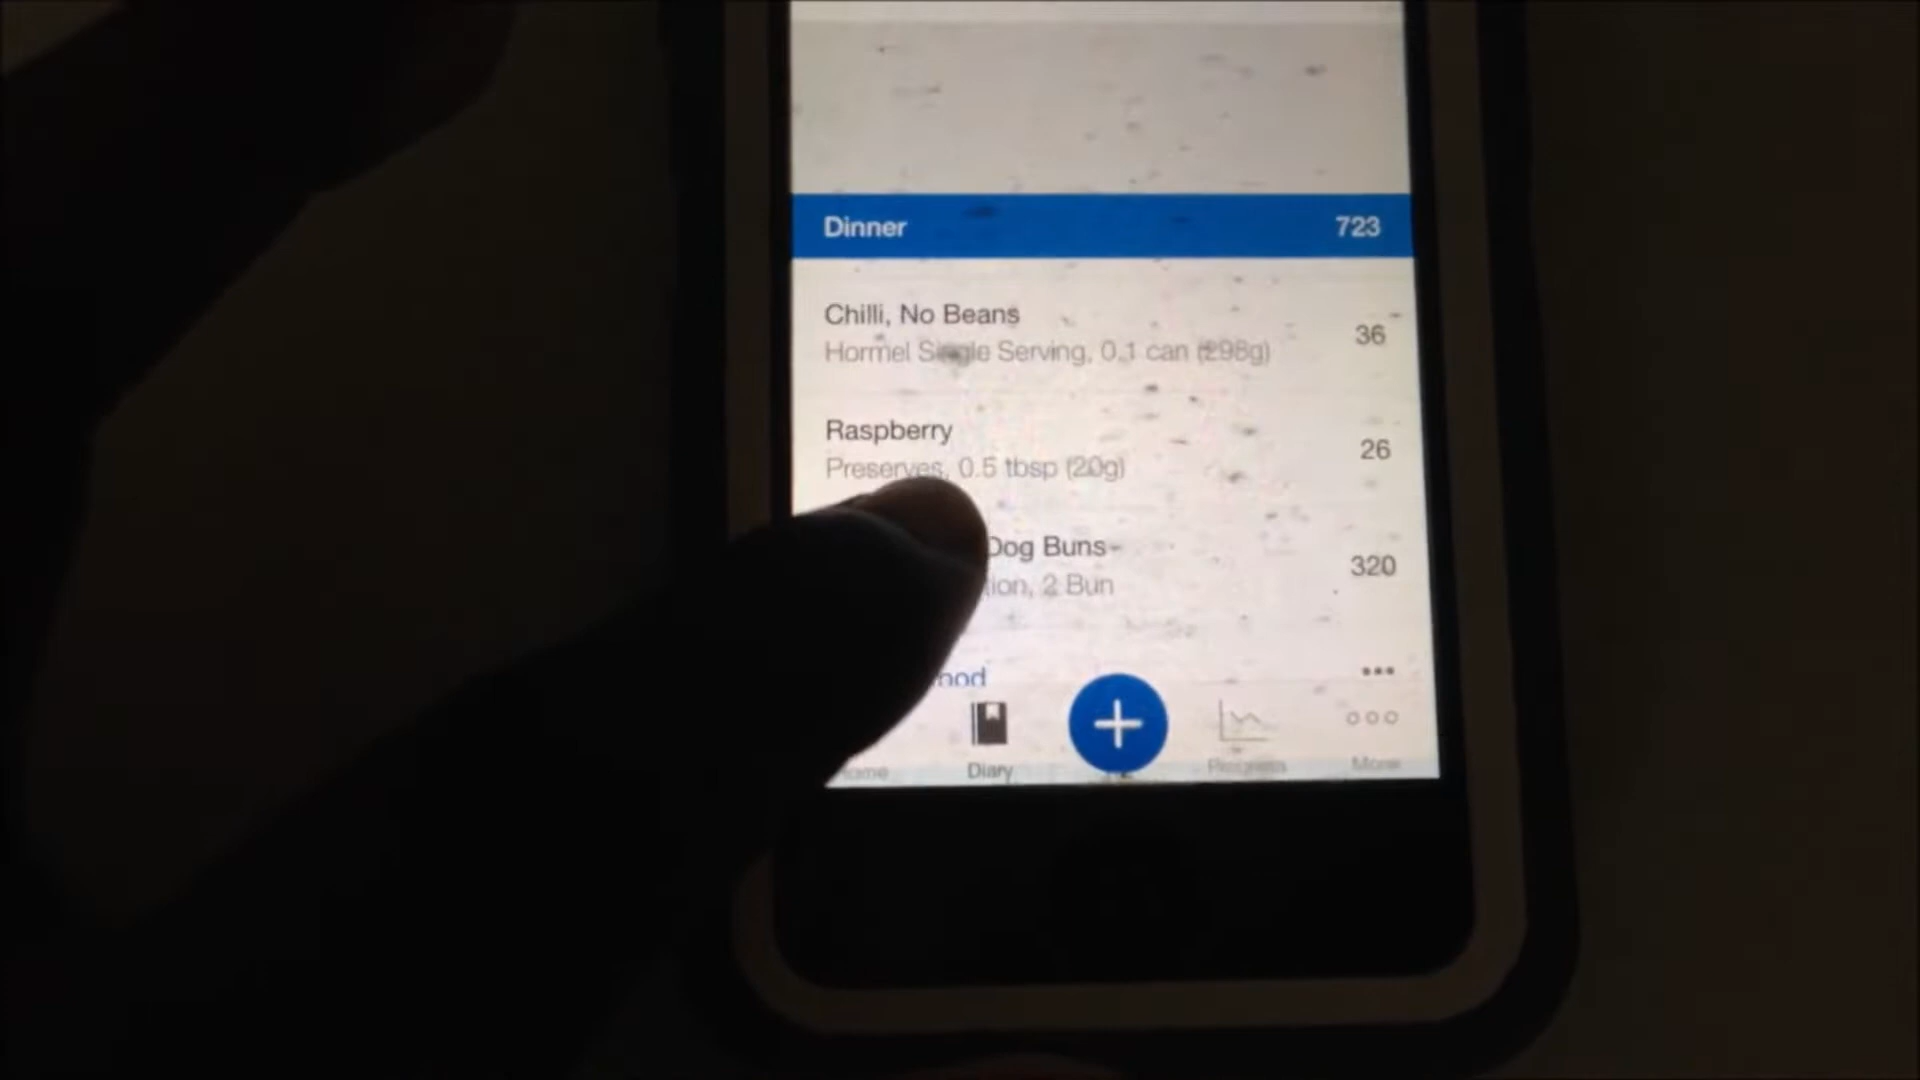 Dinner 723
Chilli, No Beans
Hormel Single Serving, 0.1 can (298g) 36
Raspberry
Preserves, 0.5 tbsp (20g) 26
Dog Buns
2 Bun 320
Diary Progress More